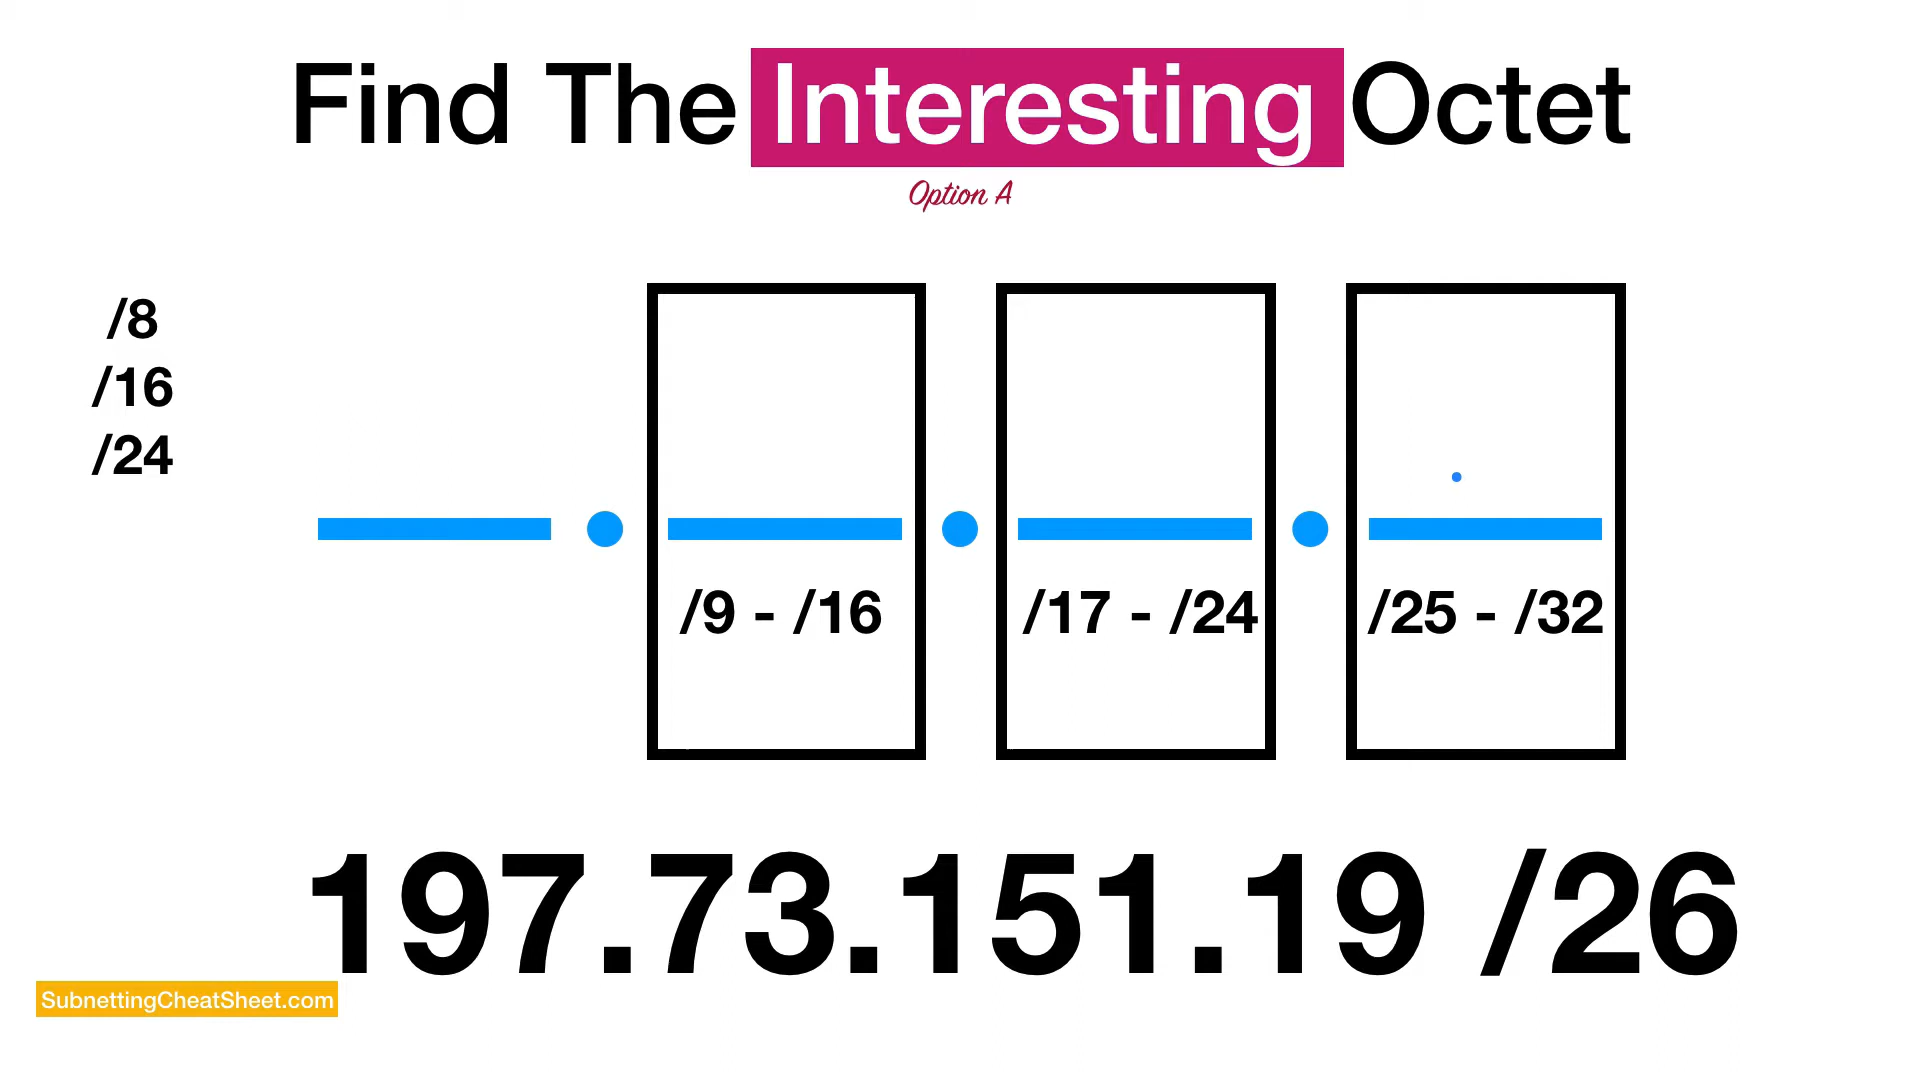 Find The Interesting Octet
Option A
/8
/16
/24
/9 - /16
/17 - /24
/25 - /32
197.73.151.19 /26
SubnettingCheatSheet.com